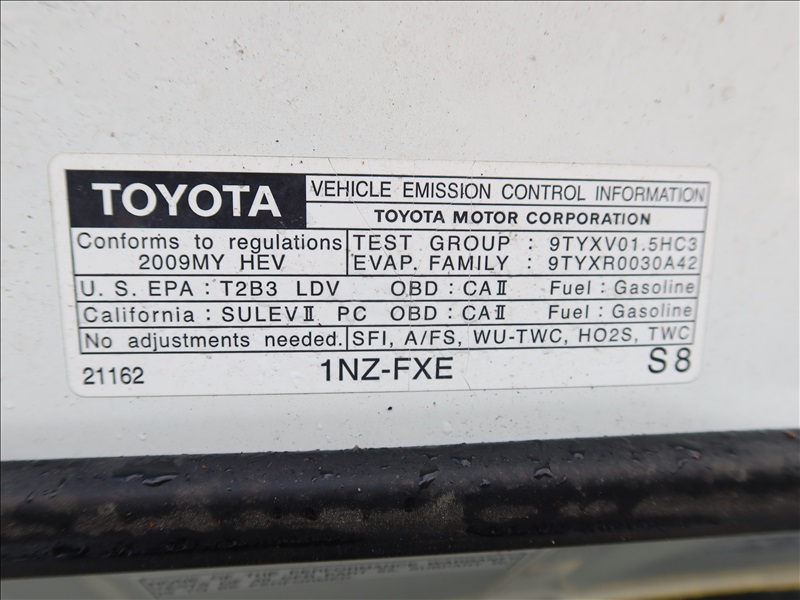 TOYOTA VEHICLE EMISSION CONTROL INFORMATION
TOYOTA MOTOR CORPORATION
Conforms to regulations TEST GROUP : 9TYXV01.5HC3
2009MY HEV EVAP. FAMILY : 9TYXR0030A42
U. S. EPA : T2B3 LDV OBD : CAⅡ Fuel : Gasoline
California : SULEVⅡ PC OBD : CAⅡ Fuel : Gasoline
No adjustments needed. SFI, A/FS, WU-TWC, HO2S, TWC
21162 1NZ-FXE S8